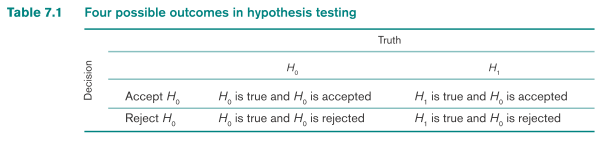 Table 7.1 Four possible outcomes in hypothesis testing
Truth
Decision
H₀ H₁
Accept H₀ H₀ is true and H₀ is accepted H₁ is true and H₀ is accepted
Reject H₀ H₀ is true and H₀ is rejected H₁ is true and H₀ is rejected